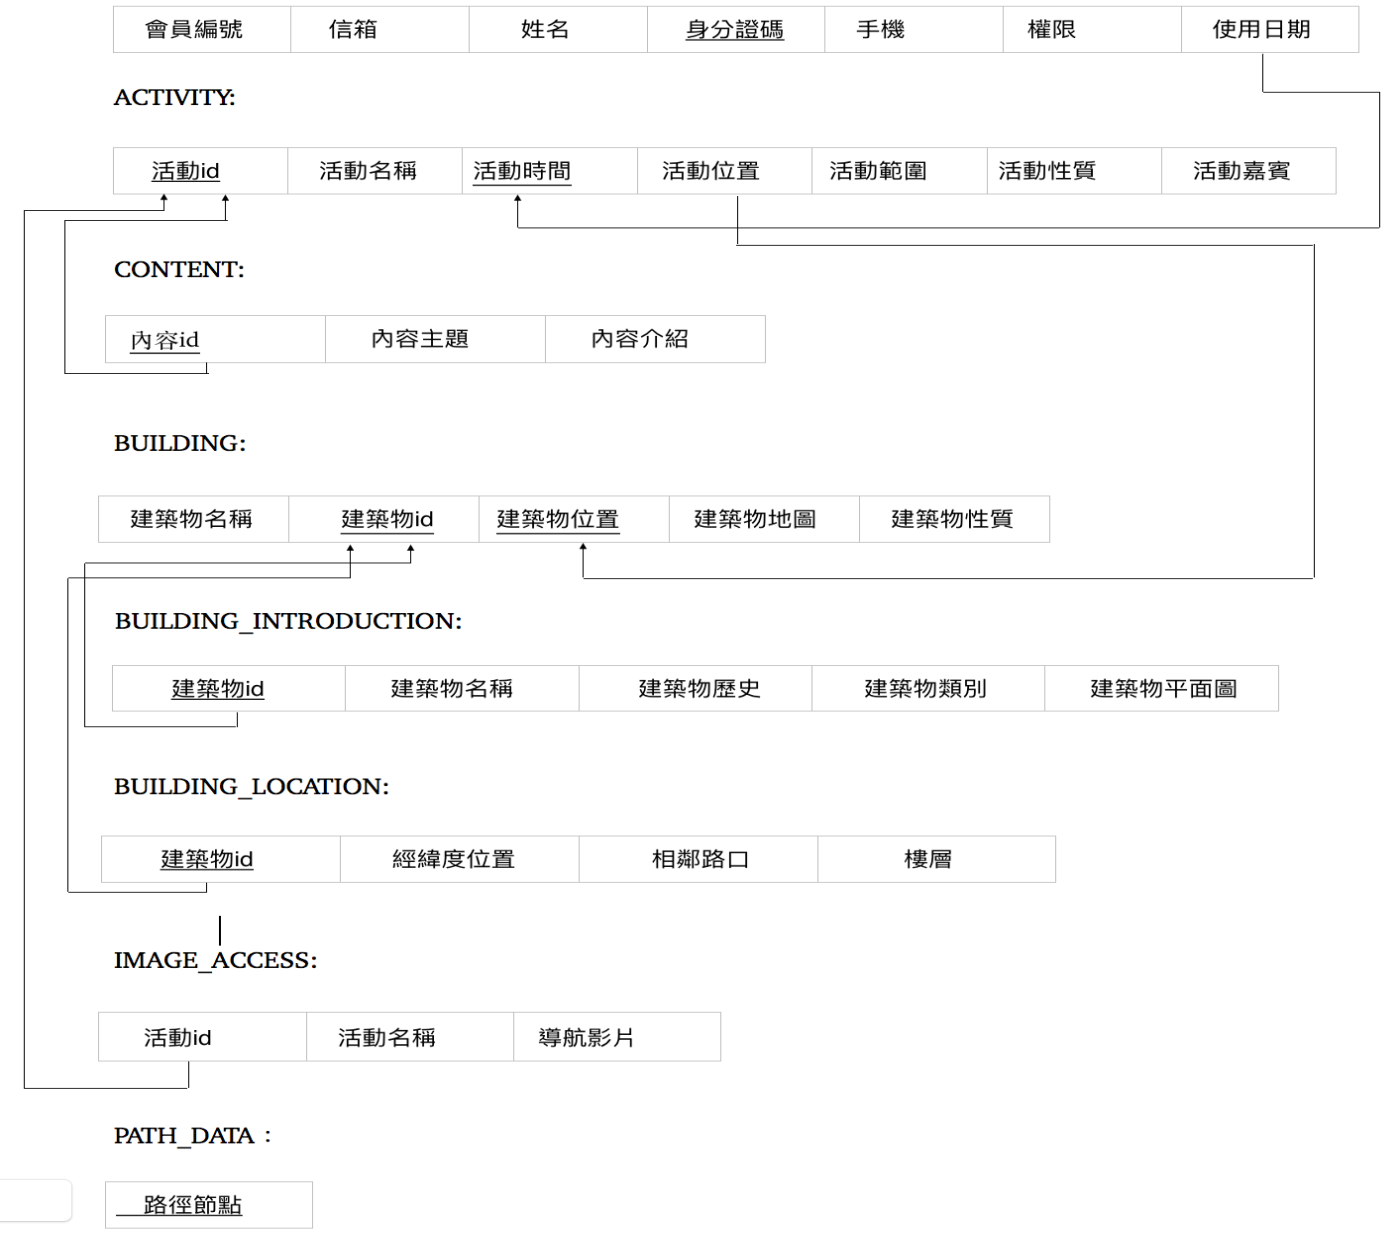 會員編號 信箱 姓名 身分證碼 手機 權限 使用日期
ACTIVITY:
活動id 活動名稱 活動時間 活動位置 活動範圍 活動性質 活動嘉賓
CONTENT:
內容id 內容主題 內容介紹
BUILDING:
建築物名稱 建築物id 建築物位置 建築物地圖 建築物性質
BUILDING_INTRODUCTION:
建築物id 建築物名稱 建築物歷史 建築物類別 建築物平面圖
BUILDING_LOCATION:
建築物id 經緯度位置 相鄰路口 樓層
IMAGE_ACCESS:
活動id 活動名稱 導航影片
PATH_DATA：
路徑節點